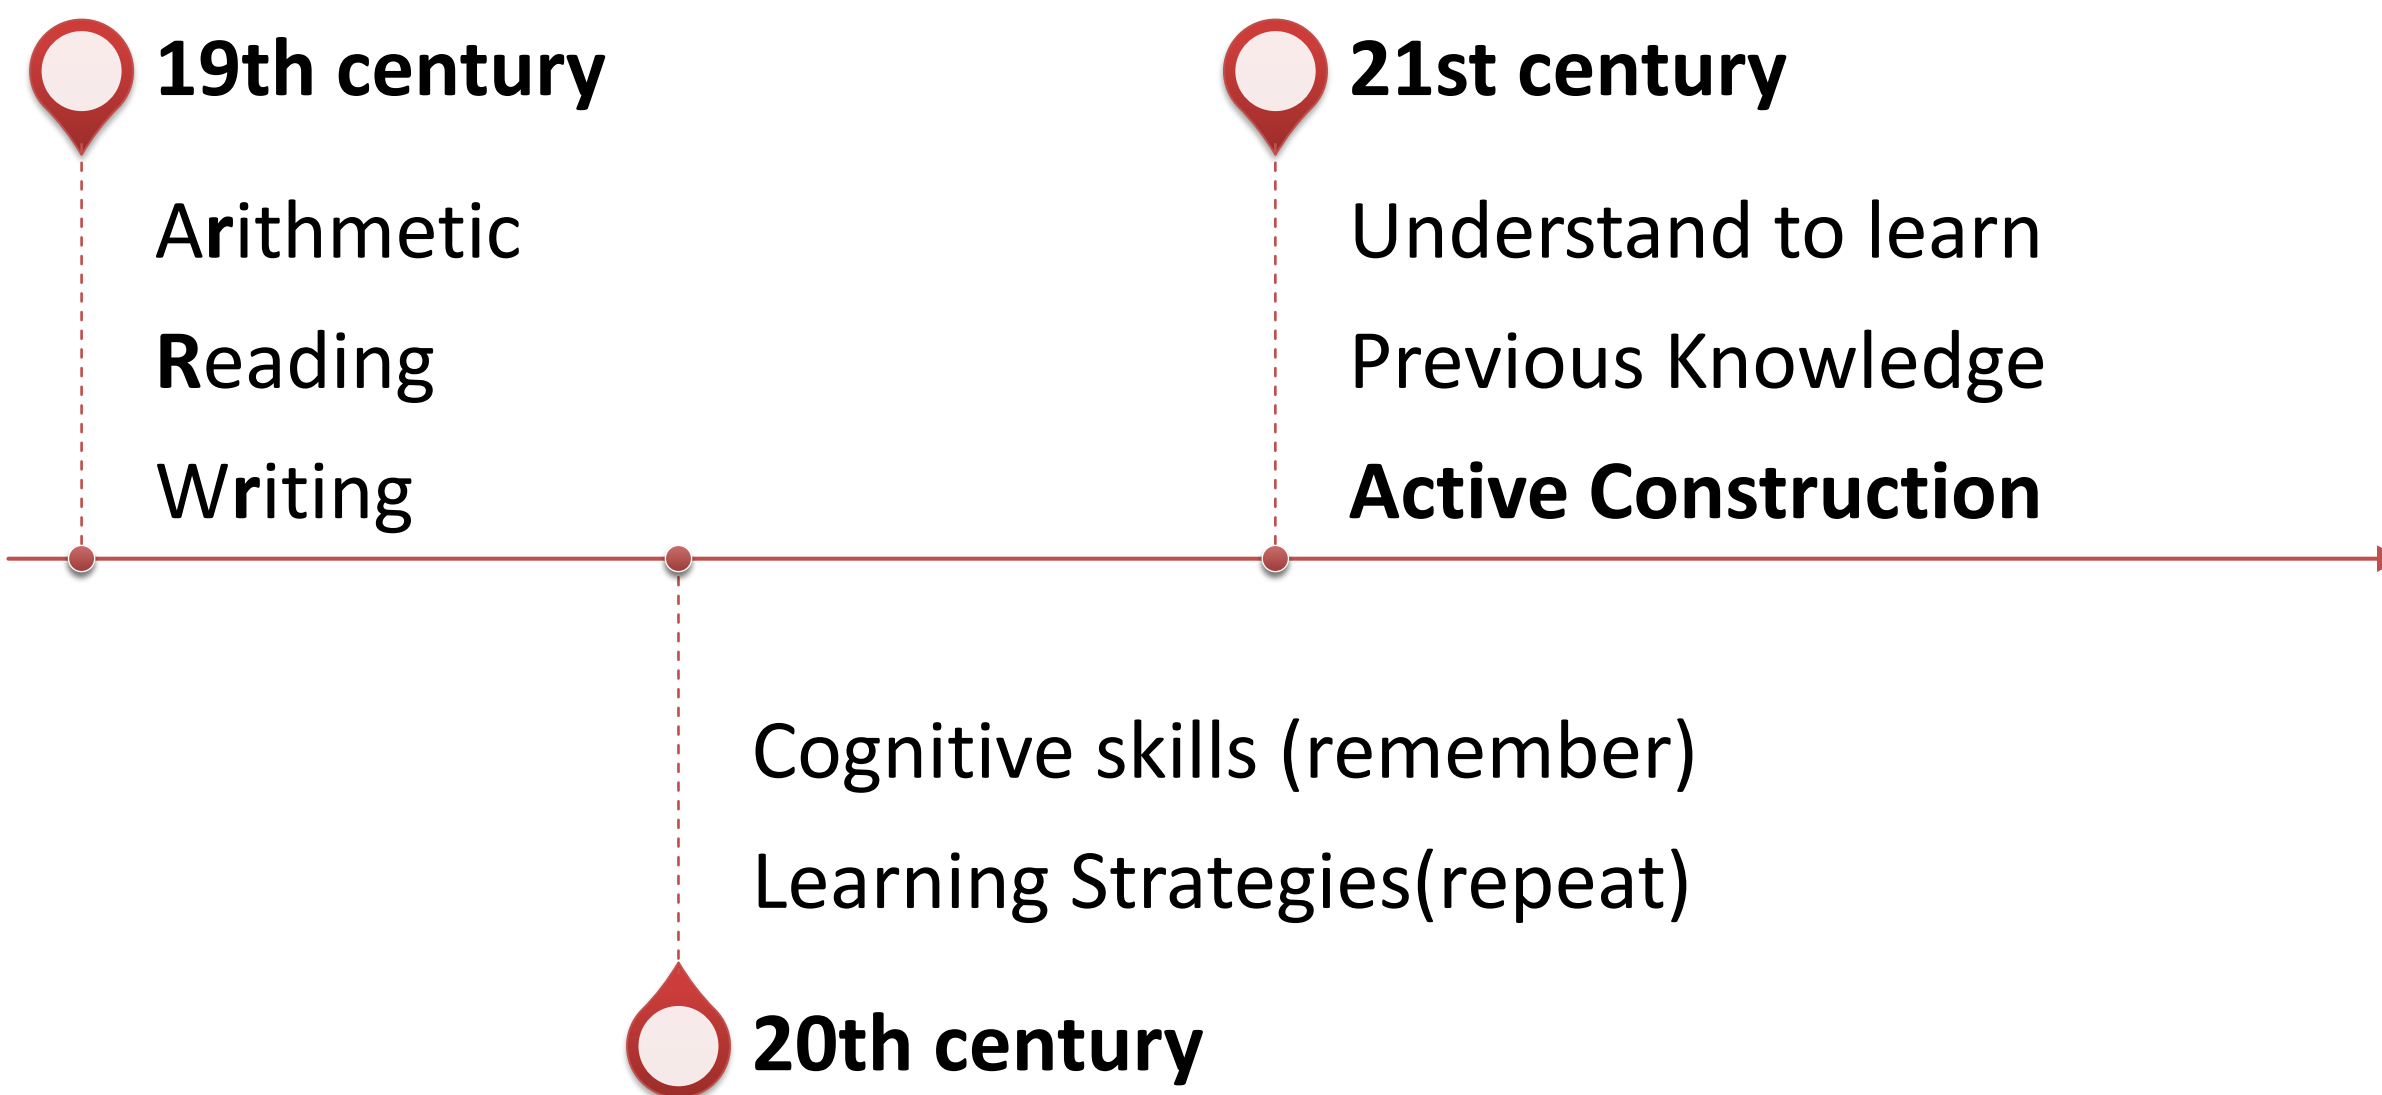 19th century
Arithmetic
Reading
Writing
21st century
Understand to learn
Previous Knowledge
Active Construction
Cognitive skills (remember)
Learning Strategies(repeat)
20th century